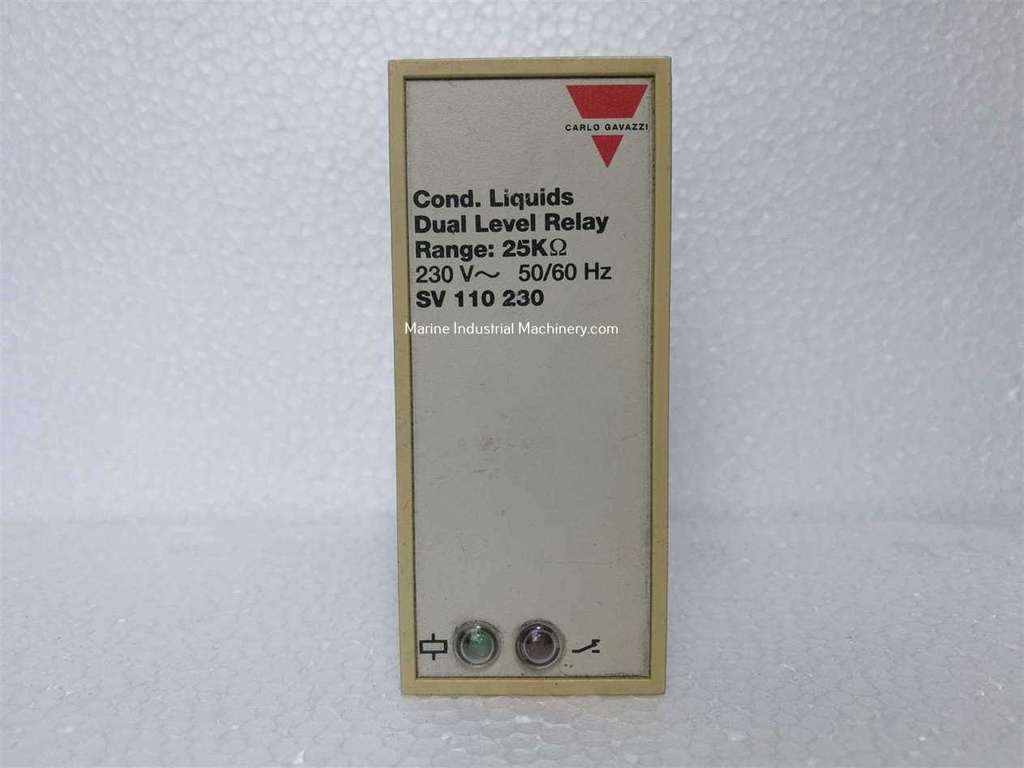 CARLO GAVAZZI
Cond. Liquids
Dual Level Relay
Range: 25KΩ
230 V~ 50/60 Hz
SV 110 230
Marine Industrial Machinery.com